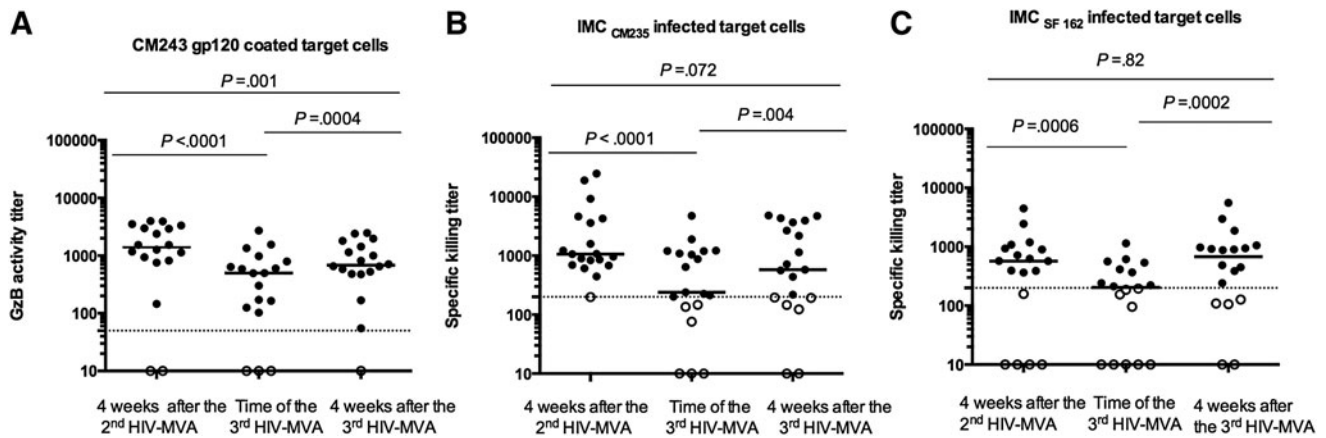 A
CM243 gp120 coated target cells
P =.001
P <.0001
P =.0004
100000
10000
1000
100
10
GzB activity titer
4 weeks after the
2nd HIV-MVA
Time of the
3rd HIV-MVA
4 weeks after the
3rd HIV-MVA
B
IMC CM235 infected target cells
P =.072
P < .0001
P =.004
100000
10000
1000
100
10
Specific killing titer
4 weeks after the
2nd HIV-MVA
Time of the
3rd HIV-MVA
4 weeks after the
3rd HIV-MVA
C
IMC SF 162 infected target cells
P =.82
P =.0006
P =.0002
100000
10000
1000
100
10
Specific killing titer
4 weeks after the
2nd HIV-MVA
Time of the
3rd HIV-MVA
4 weeks after
the 3rd HIV-MVA